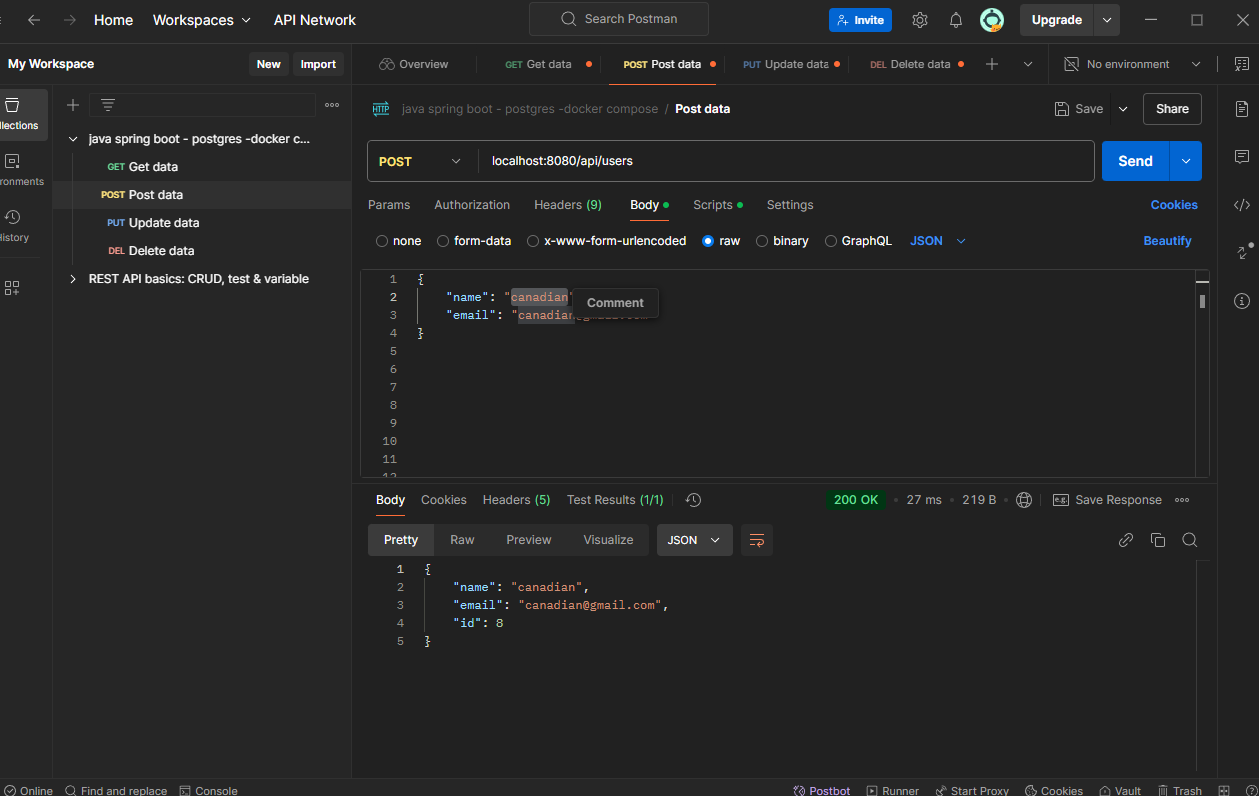 Home Workspaces API Network Search Postman Invite Upgrade
My Workspace New Import Overview GET Get data POST Post data PUT Update data DEL Delete data No environment
llections
ronments
History
java spring boot - postgres -docker c...
GET Get data
POST Post data
PUT Update data
DEL Delete data
REST API basics: CRUD, test & variable
HTTP java spring boot - postgres -docker compose / Post data Save Share
POST localhost:8080/api/users Send
Params Authorization Headers (9) Body Scripts Settings Cookies
none form-data x-www-form-urlencoded raw binary GraphQL JSON Beautify
1 {
2 "name": "canadian"
Comment
3 "email": "canadian@gmail.com
4 }
5
6
7
8
9
10
11
12
Body Cookies Headers (5) Test Results (1/1) 200 OK 27 ms 219 B e.g. Save Response
Pretty Raw Preview Visualize JSON
1 {
2 "name": "canadian",
3 "email": "canadian@gmail.com",
4 "id": 8
5 }
Online Find and replace Console Postbot Runner Start Proxy Cookies Vault Trash